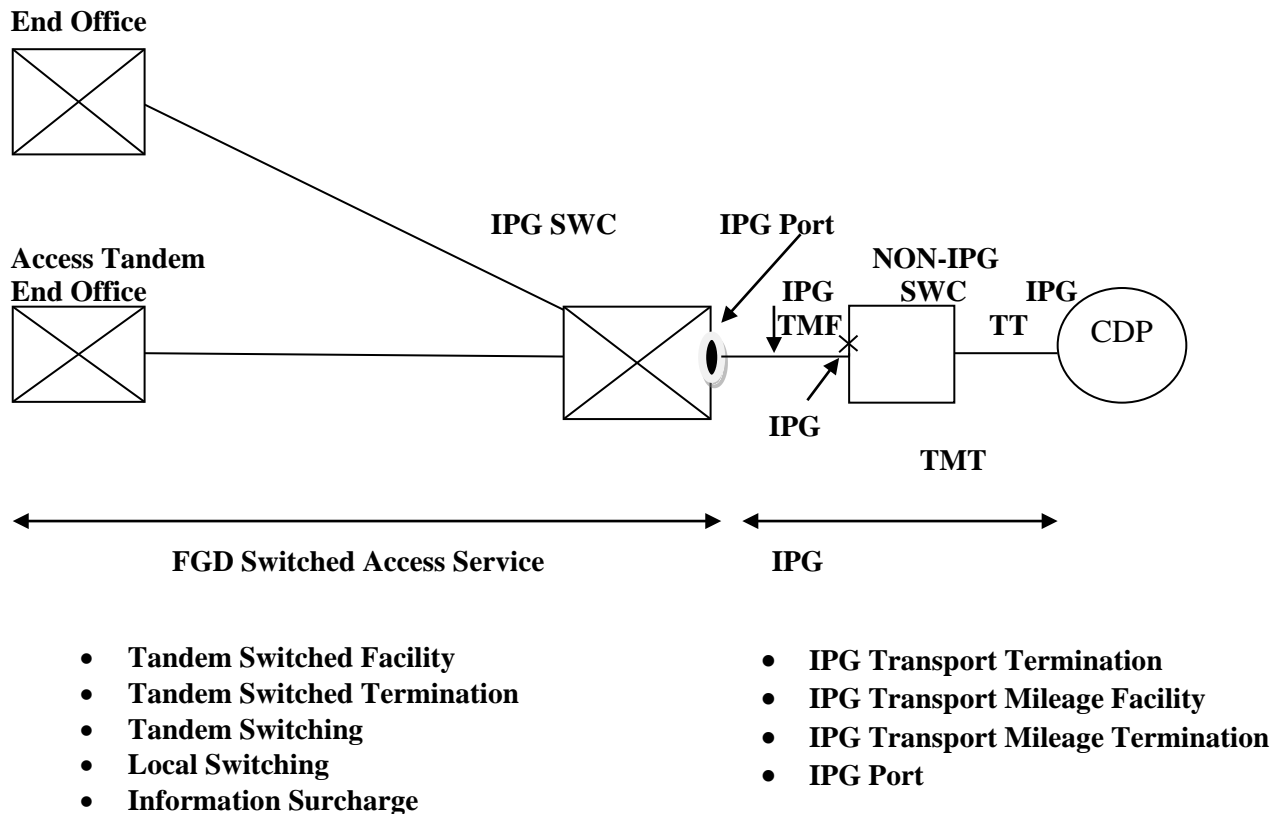 End Office
IPG SWC
IPG Port
Access Tandem
End Office
NON-IPG
SWC
IPG
TMF
IPG
TT
CDP
IPG
TMT
FGD Switched Access Service
IPG
• Tandem Switched Facility
• Tandem Switched Termination
• Tandem Switching
• Local Switching
• Information Surcharge
• IPG Transport Termination
• IPG Transport Mileage Facility
• IPG Transport Mileage Termination
• IPG Port